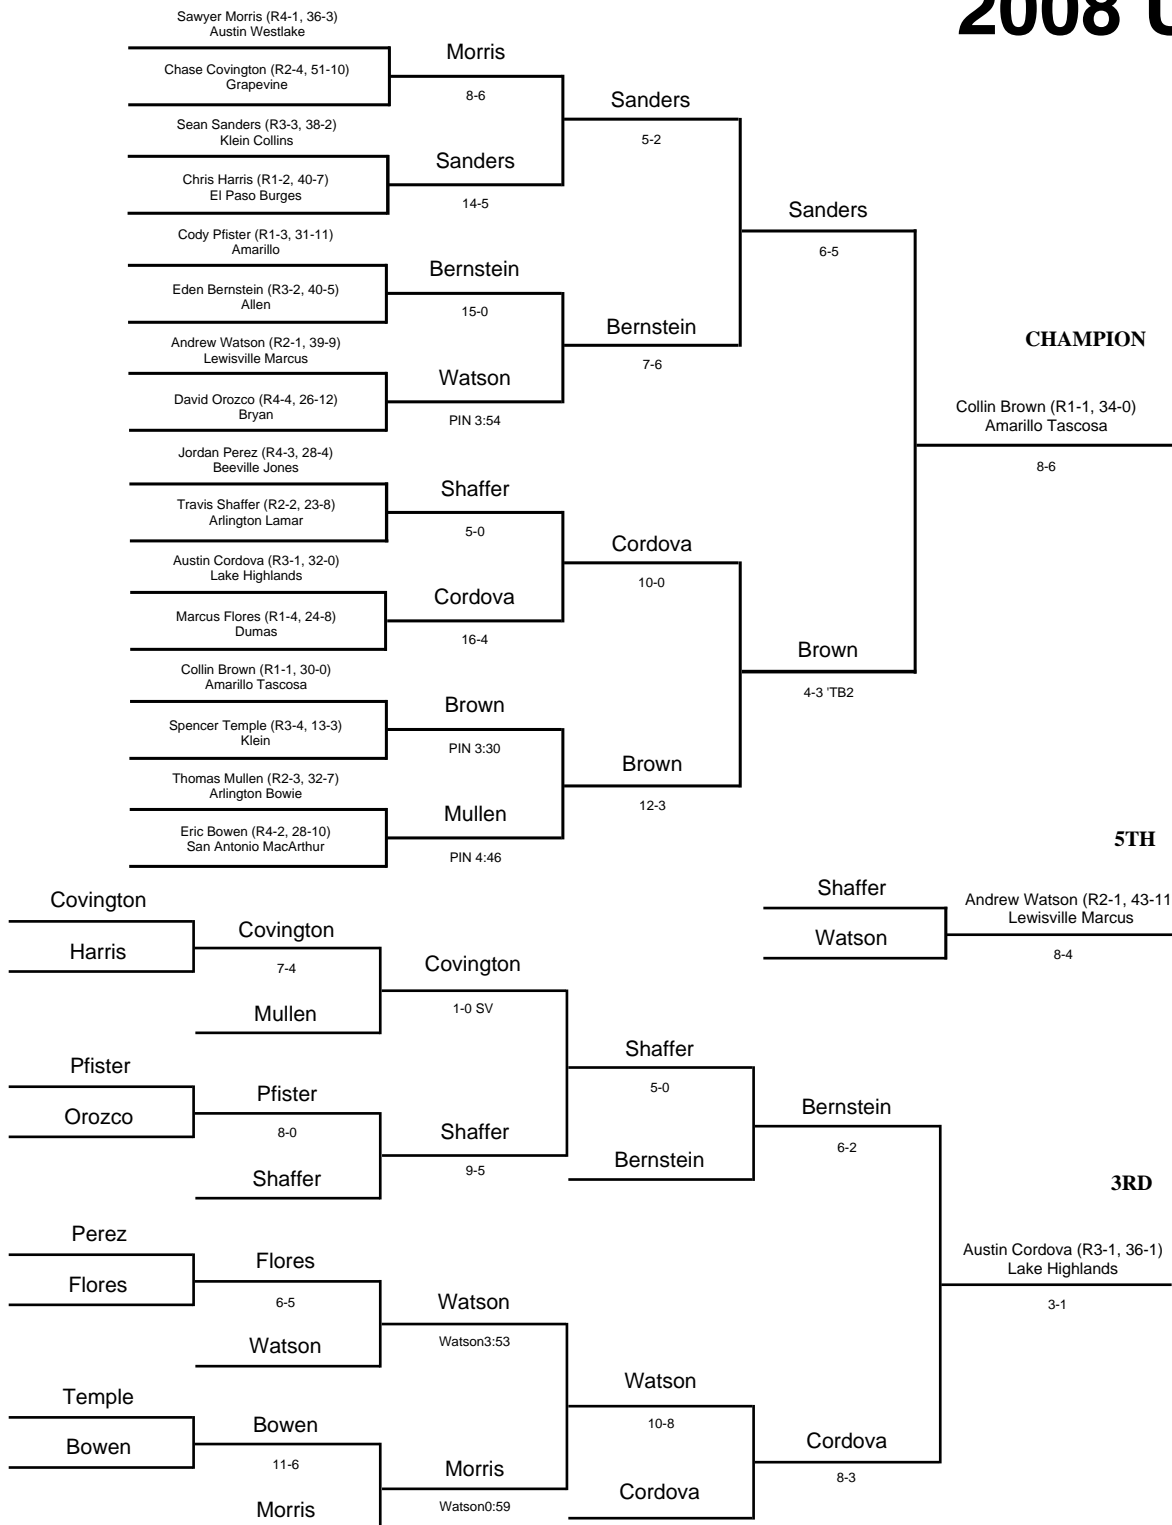 2008 U
Sawyer Morris (R4-1, 36-3)
Austin Westlake
Chase Covington (R2-4, 51-10)
Grapevine
Sean Sanders (R3-3, 38-2)
Klein Collins
Chris Harris (R1-2, 40-7)
El Paso Burges
Cody Pfister (R1-3, 31-11)
Amarillo
Eden Bernstein (R3-2, 40-5)
Allen
Andrew Watson (R2-1, 39-9)
Lewisville Marcus
David Orozco (R4-4, 26-12)
Bryan
Jordan Perez (R4-3, 28-4)
Beeville Jones
Travis Shaffer (R2-2, 23-8)
Arlington Lamar
Austin Cordova (R3-1, 32-0)
Lake Highlands
Marcus Flores (R1-4, 24-8)
Dumas
Collin Brown (R1-1, 30-0)
Amarillo Tascosa
Spencer Temple (R3-4, 13-3)
Klein
Thomas Mullen (R2-3, 32-7)
Arlington Bowie
Eric Bowen (R4-2, 28-10)
San Antonio MacArthur
Morris
8-6
Sanders
14-5
Bernstein
15-0
Watson
PIN 3:54
Shaffer
5-0
Cordova
16-4
Brown
PIN 3:30
Mullen
PIN 4:46
Sanders
5-2
Bernstein
7-6
Cordova
10-0
Brown
12-3
Sanders
6-5
Brown
4-3 'TB2
CHAMPION
Collin Brown (R1-1, 34-0)
Amarillo Tascosa
8-6
5TH
Shaffer
Watson
Andrew Watson (R2-1, 43-11
Lewisville Marcus
8-4
Covington
Harris
Pfister
Orozco
Perez
Flores
Temple
Bowen
Covington
7-4
Mullen
Pfister
8-0
Shaffer
Flores
6-5
Watson
Bowen
11-6
Morris
Covington
1-0 SV
Shaffer
9-5
Watson
Watson3:53
Morris
Watson0:59
Shaffer
5-0
Bernstein
Watson
10-8
Cordova
Bernstein
6-2
Cordova
8-3
3RD
Austin Cordova (R3-1, 36-1)
Lake Highlands
3-1